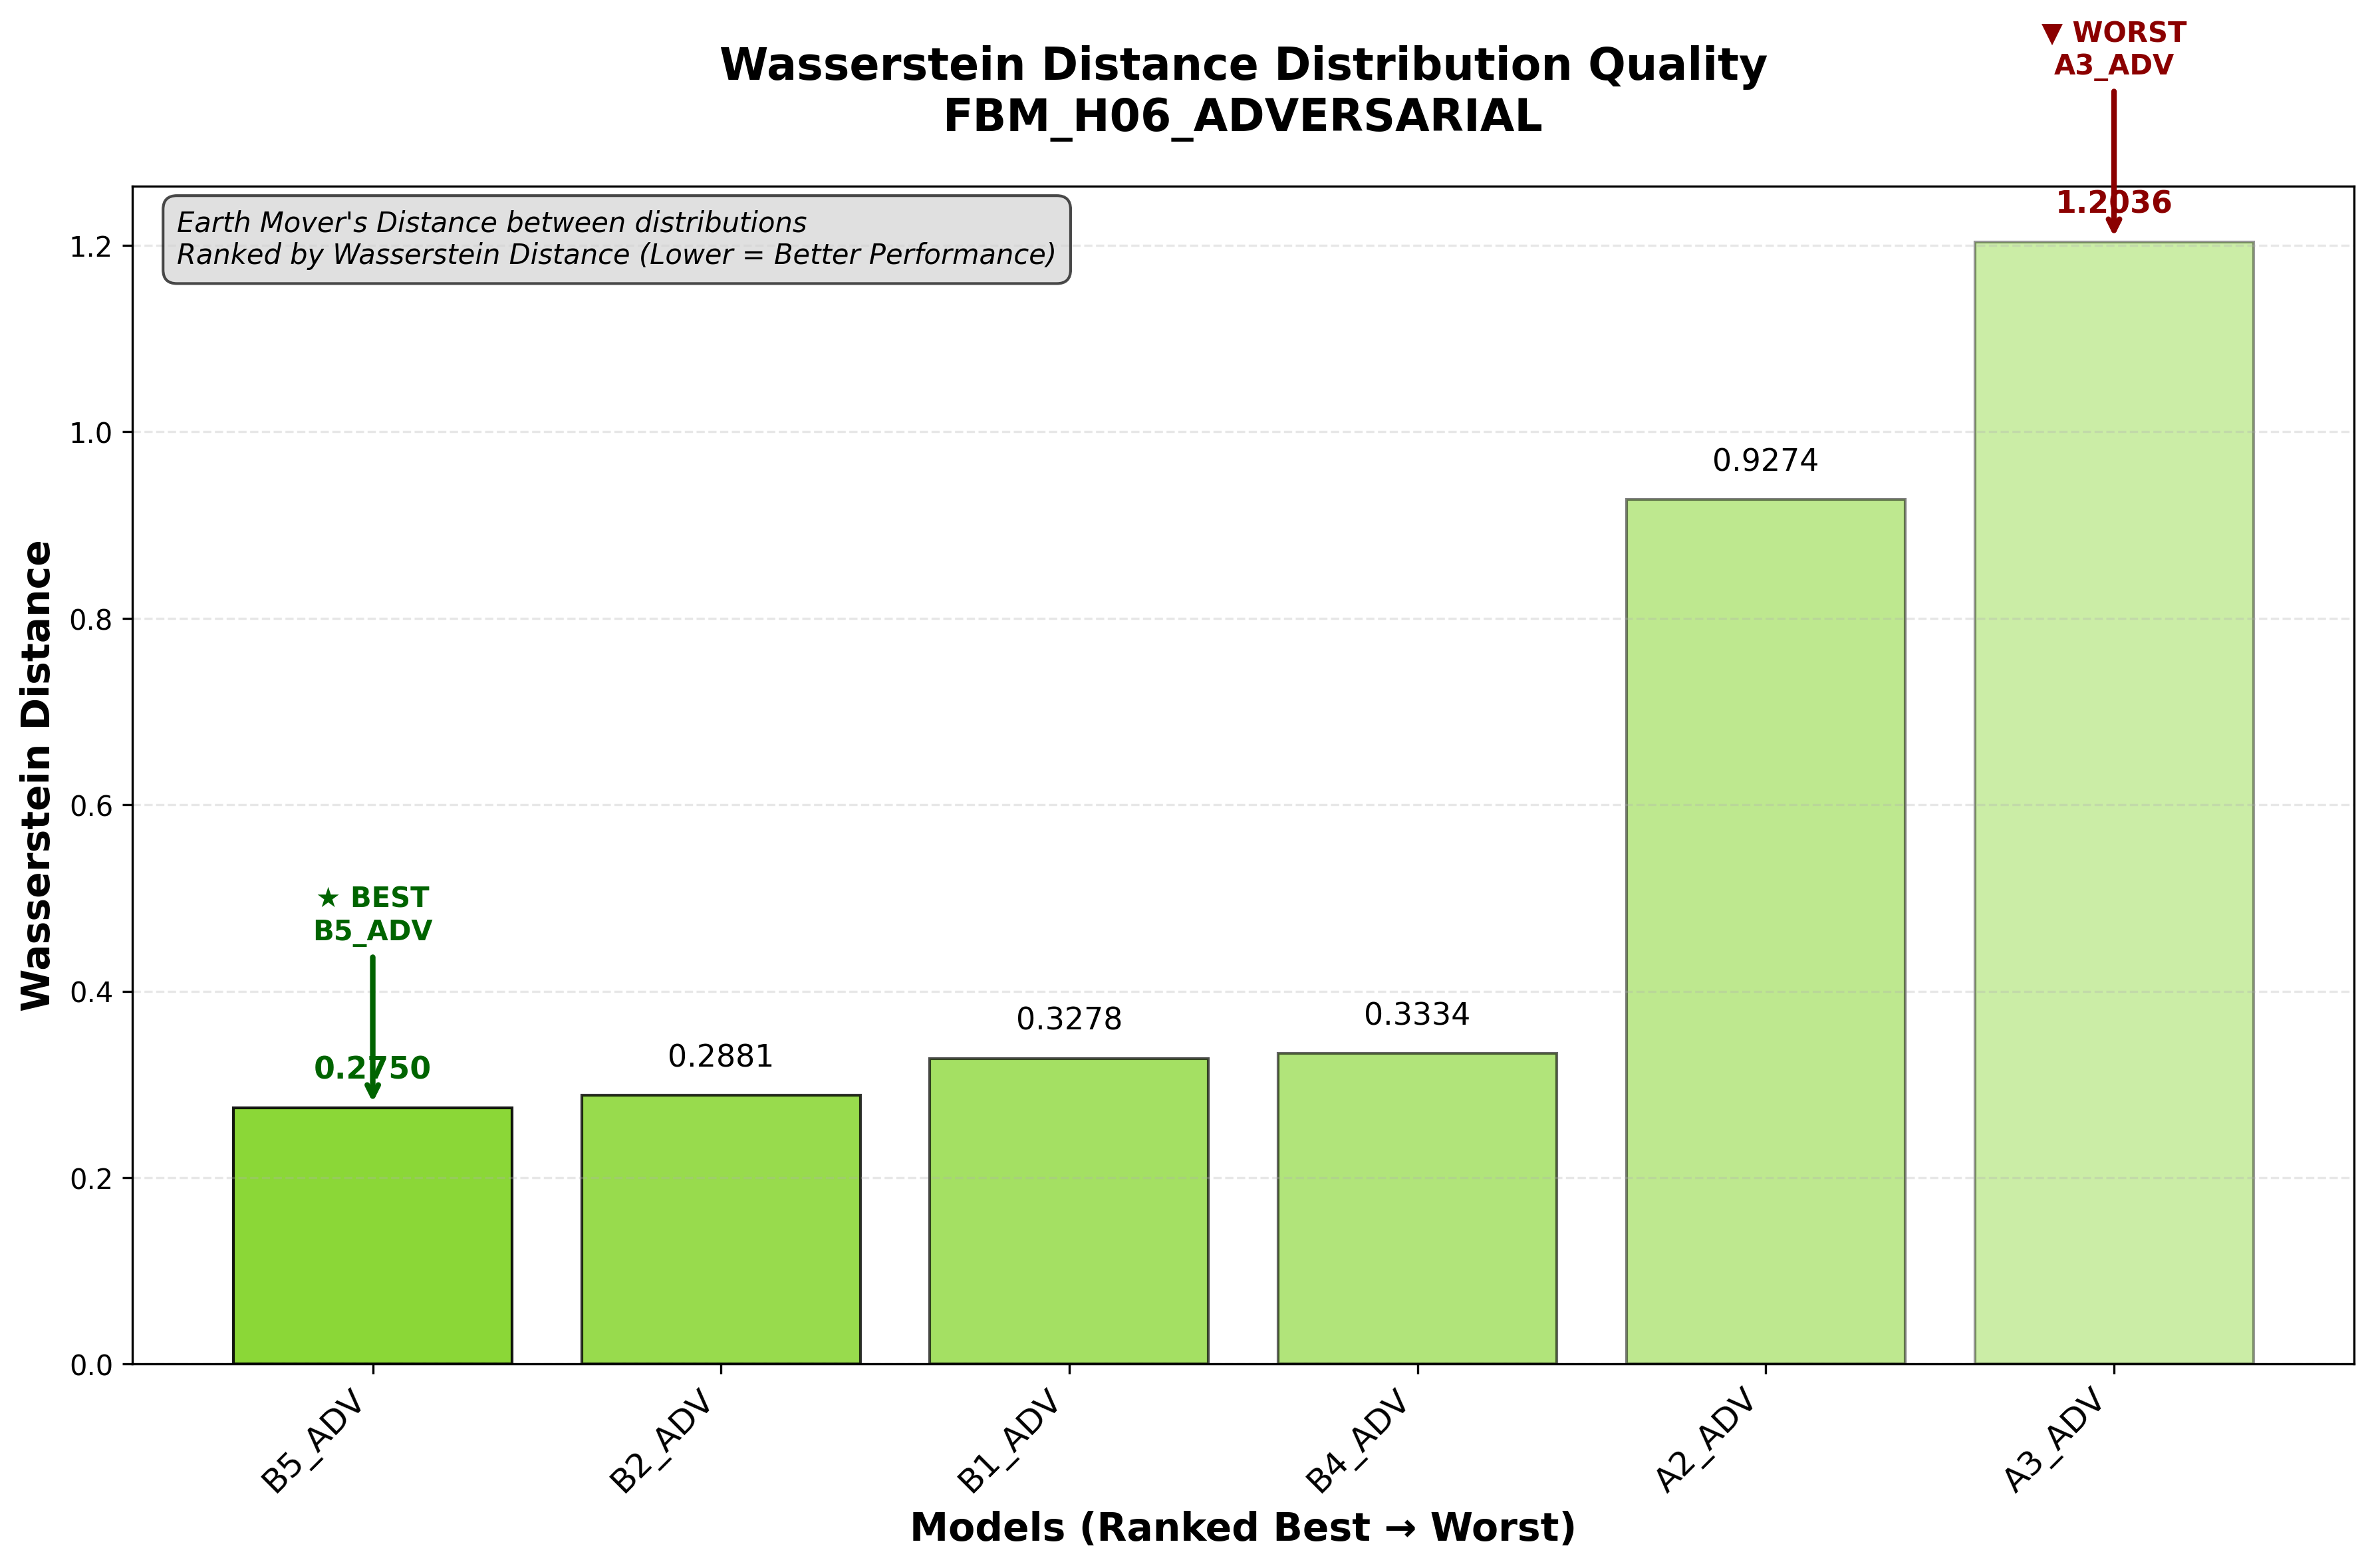 ▼ WORST
A3_ADV
Wasserstein Distance Distribution Quality
FBM_H06_ADVERSARIAL
1.2036
Earth Mover's Distance between distributions
Ranked by Wasserstein Distance (Lower = Better Performance)
Wasserstein Distance
1.2
1.0
0.8
0.6
0.4
0.2
0.0
0.9274
★ BEST
B5_ADV
0.2750
0.2881
0.3278
0.3334
B5_ADV
B2_ADV
B1_ADV
B4_ADV
A2_ADV
A3_ADV
Models (Ranked Best → Worst)